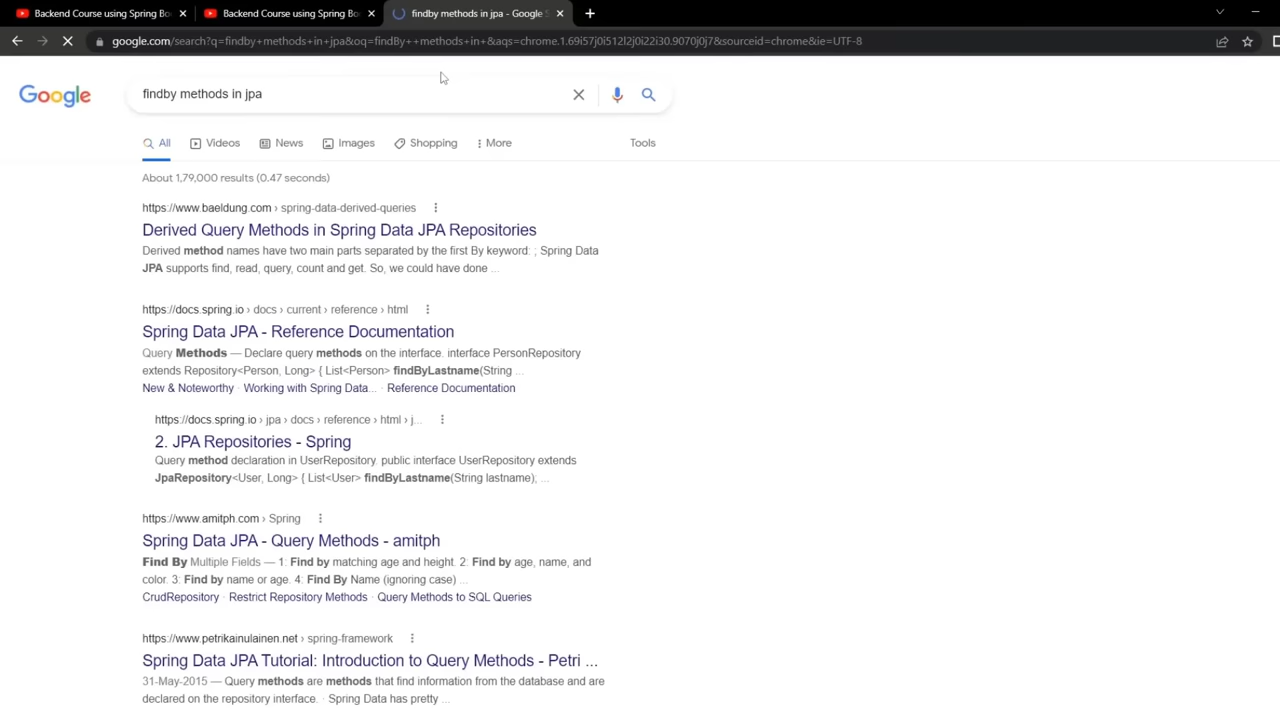 Backend Course using Spring Bo
Backend Course using Spring Bo
findby methods in jpa - Google S
google.com/search?q=findby+methods+in+jpa&oq=findBy++methods+in+&aqs=chrome.1.69i57j0i512l2j0i22i30.9070j0j7&sourceid=chrome&ie=UTF-8
Google
findby methods in jpa
All
Videos
News
Images
Shopping
More
Tools
About 1,79,000 results (0.47 seconds)
https://www.baeldung.com › spring-data-derived-queries
Derived Query Methods in Spring Data JPA Repositories
Derived method names have two main parts separated by the first By keyword: ; Spring Data
JPA supports find, read, query, count and get. So, we could have done ...
https://docs.spring.io › docs › current › reference › html
Spring Data JPA - Reference Documentation
Query Methods — Declare query methods on the interface. interface PersonRepository
extends Repository<Person, Long> { List<Person> findByLastname(String ...
New & Noteworthy · Working with Spring Data... · Reference Documentation
https://docs.spring.io › jpa › docs › reference › html › j...
2. JPA Repositories - Spring
Query method declaration in UserRepository. public interface UserRepository extends
JpaRepository<User, Long> { List<User> findByLastname(String lastname); ...
https://www.amitph.com › Spring
Spring Data JPA - Query Methods - amitph
Find By Multiple Fields — 1: Find by matching age and height. 2: Find by age, name, and
color. 3: Find by name or age. 4: Find By Name (ignoring case) ...
CrudRepository · Restrict Repository Methods · Query Methods to SQL Queries
https://www.petrikainulainen.net › spring-framework
Spring Data JPA Tutorial: Introduction to Query Methods - Petri ...
31-May-2015 — Query methods are methods that find information from the database and are
declared on the repository interface. · Spring Data has pretty ...